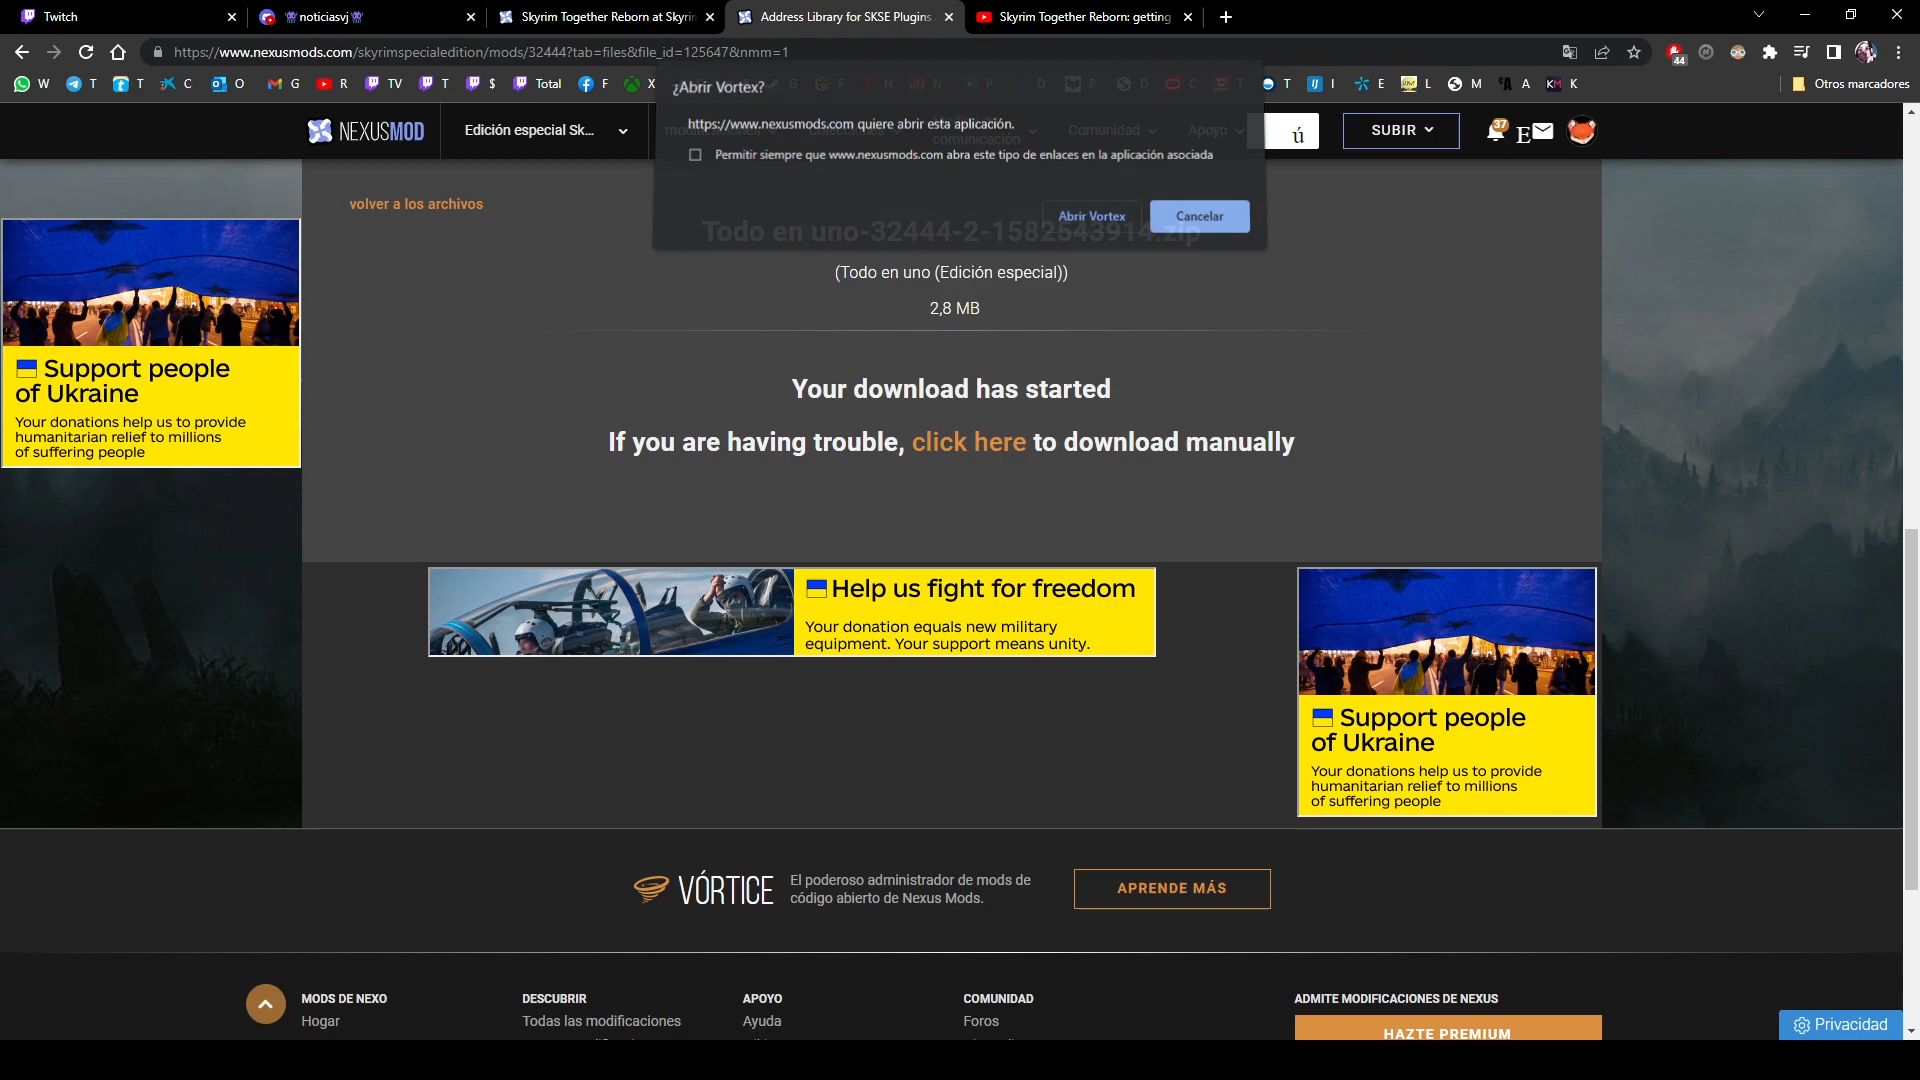 Twitch
noticiasvj
Skyrim Together Reborn at Skyrim
Address Library for SKSE Plugins
Skyrim Together Reborn: getting
https://www.nexusmods.com/skyrimspecialedition/mods/32444?tab=files&file_id=125647&nmm=1
44
W T T C O G R TV T $ Total F X T I E L M A K Otros marcadores
¿Abrir Vortex?
https://www.nexusmods.com quiere abrir esta aplicación.
Permitir siempre que www.nexusmods.com abra este tipo de enlaces en la aplicación asociada
Abrir Vortex
Cancelar
NEXUSMOD
Edición especial Sk...
comunicación
Comunidad
Apoyo
ú
SUBIR
37
E
volver a los archivos
Todo en uno-32444-2-1582543914.zip
(Todo en uno (Edición especial))
2,8 MB
Your download has started
If you are having trouble, click here to download manually
Support people
of Ukraine
Your donations help us to provide
humanitarian relief to millions
of suffering people
Help us fight for freedom
Your donation equals new military
equipment. Your support means unity.
Support people
of Ukraine
Your donations help us to provide
humanitarian relief to millions
of suffering people
VÓRTICE
El poderoso administrador de mods de
código abierto de Nexus Mods.
APRENDE MÁS
MODS DE NEXO
Hogar
DESCUBRIR
Todas las modificaciones
APOYO
Ayuda
COMUNIDAD
Foros
ADMITE MODIFICACIONES DE NEXUS
HAZTE PREMIUM
Privacidad